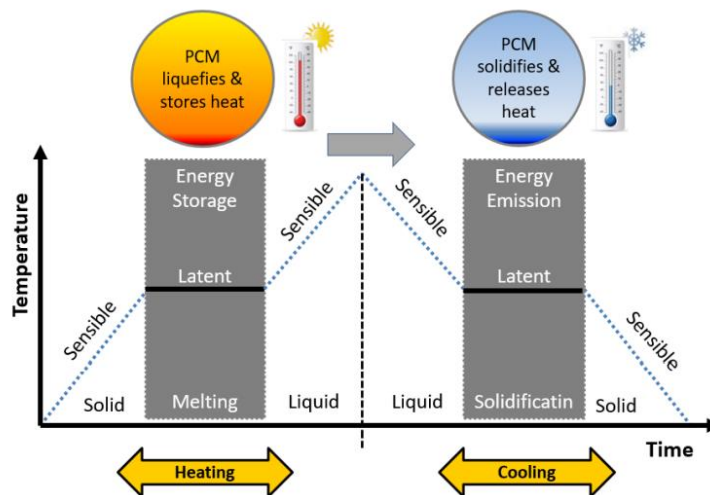 PCM
liquefies &
stores heat
PCM
solidifies &
releases
heat
Energy
Storage
Energy
Emission
Sensible
Sensible
Latent
Latent
Temperature
Sensible
Sensible
Solid
Melting
Liquid
Liquid
Solidificatin
Solid
Time
Heating
Cooling